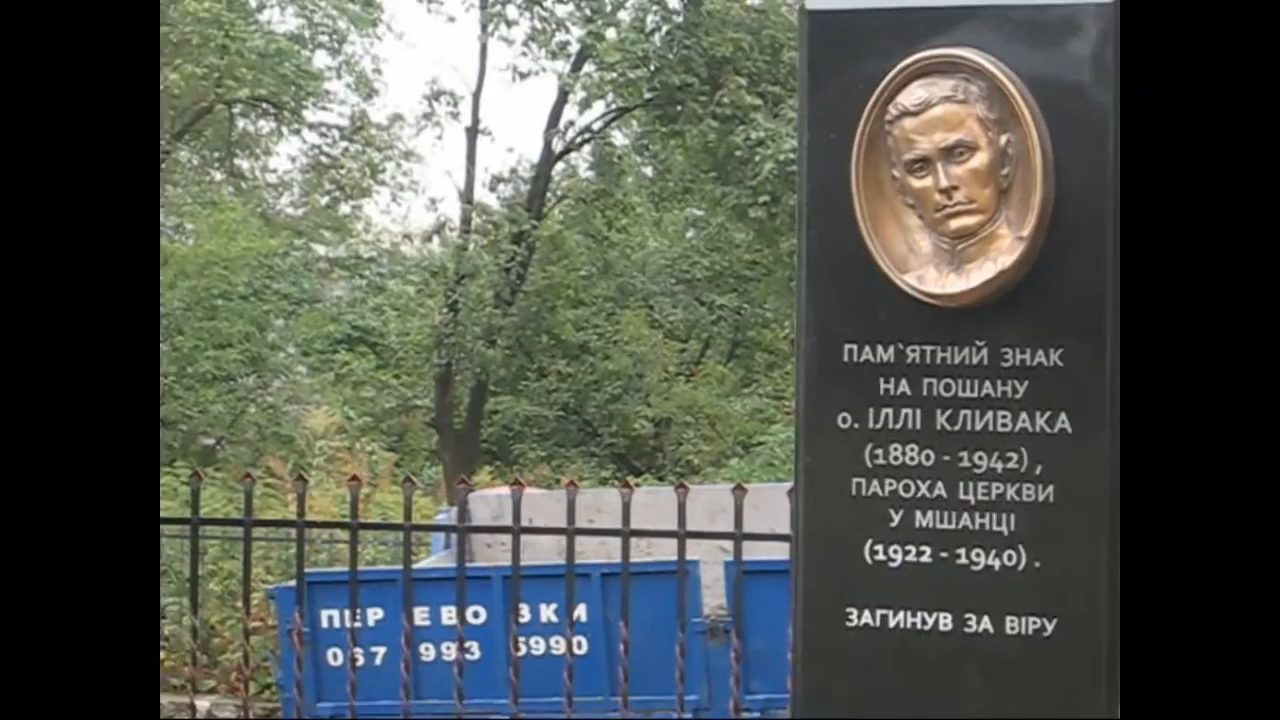 ПАМ`ЯТНИЙ ЗНАК
НА ПОШАНУ
о. ІЛЛІ КЛИВАКА
(1880 - 1942) ,
ПАРОХА ЦЕРКВИ
У МШАНЦІ
(1922 - 1940) .
ЗАГИНУВ ЗА ВІРУ
ПЕРЕВОЗКИ
067 993 5990